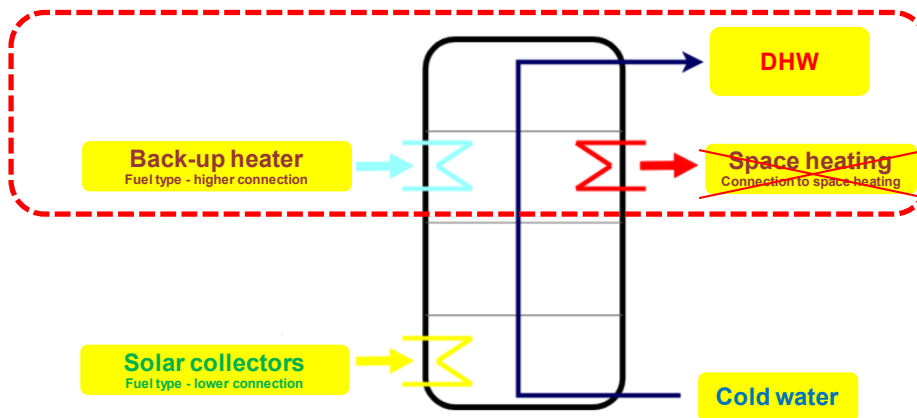 DHW
Back-up heater
Fuel type - higher connection
Space heating
Connection to space heating
Solar collectors
Fuel type - lower connection
Cold water